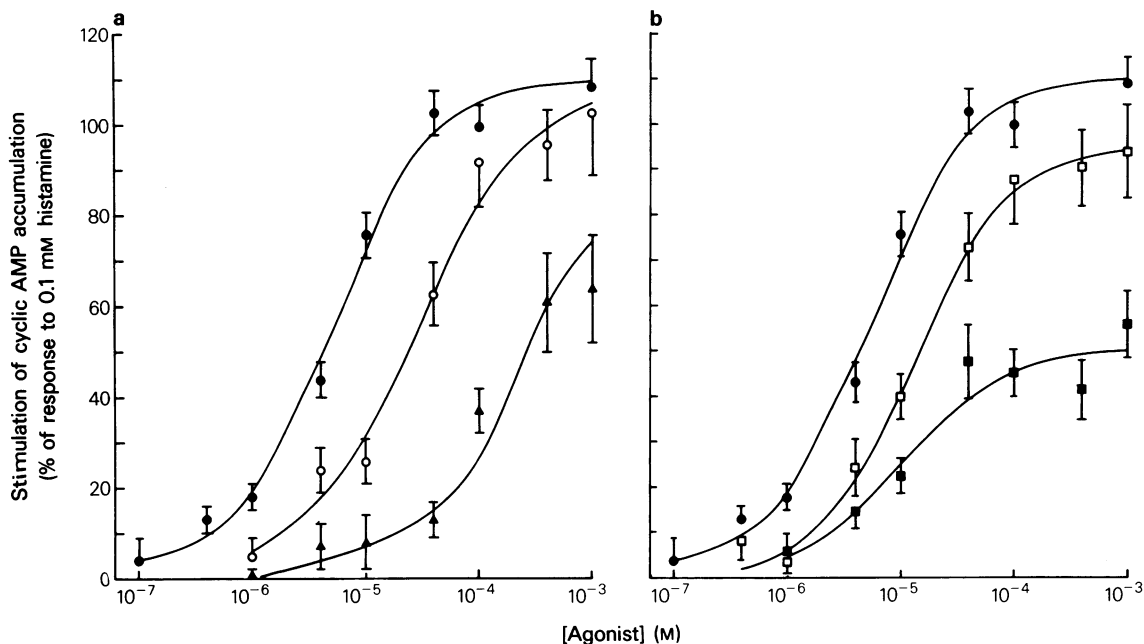 a
b
120
100
80
60
40
20
0
Stimulation of cyclic AMP accumulation
(% of response to 0.1 mM histamine)
10⁻⁷ 10⁻⁶ 10⁻⁵ 10⁻⁴ 10⁻³
10⁻⁷ 10⁻⁶ 10⁻⁵ 10⁻⁴ 10⁻³
[Agonist] (M)